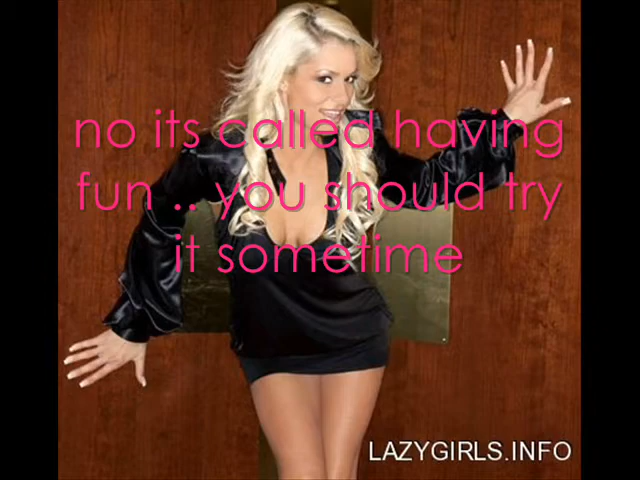 no its called having
fun .. you should try
it sometime
LAZYGIRLS.INFO